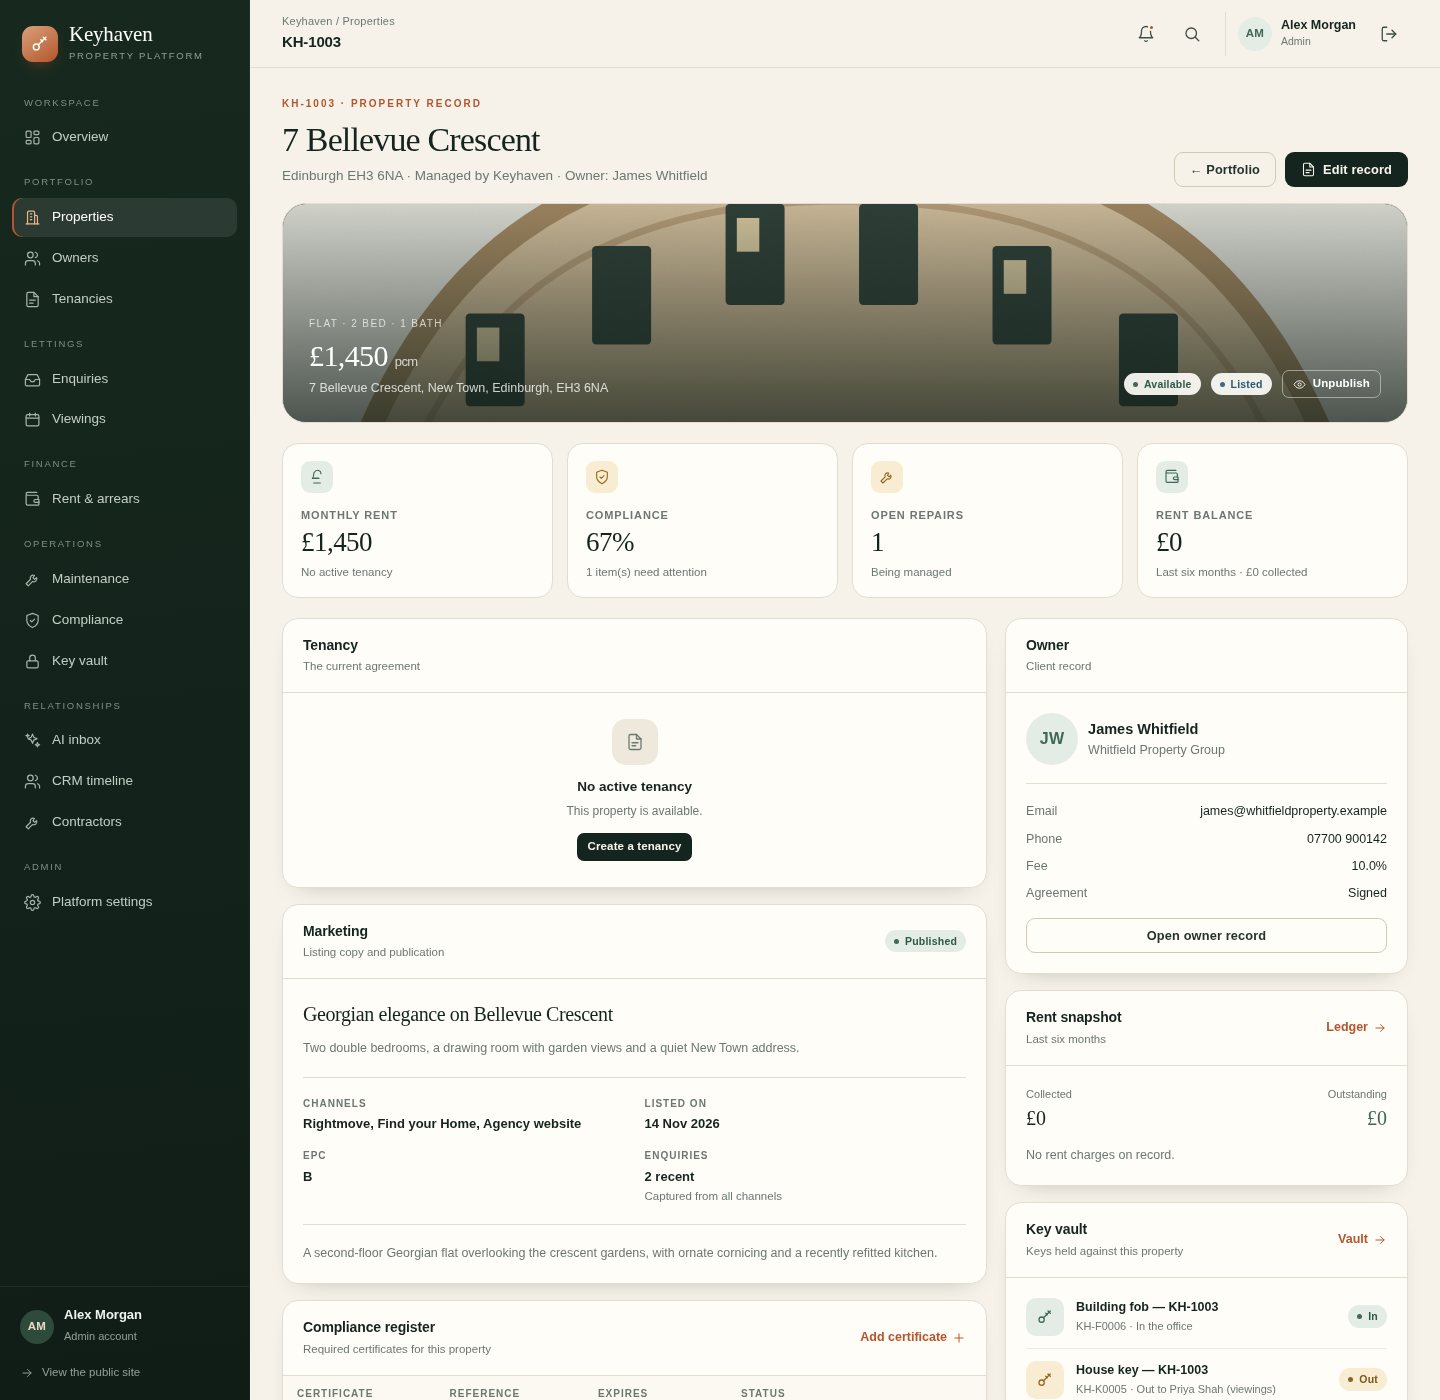 Keyhaven
PROPERTY PLATFORM
WORKSPACE
Overview
PORTFOLIO
Properties
Owners
Tenancies
LETTINGS
Enquiries
Viewings
FINANCE
Rent & arrears
OPERATIONS
Maintenance
Compliance
Key vault
RELATIONSHIPS
AI inbox
CRM timeline
Contractors
ADMIN
Platform settings
AM
Alex Morgan
Admin account
View the public site
Keyhaven / Properties
KH-1003
AM
Alex Morgan
Admin
KH-1003 · PROPERTY RECORD
7 Bellevue Crescent
Edinburgh EH3 6NA · Managed by Keyhaven · Owner: James Whitfield
← Portfolio
Edit record
FLAT · 2 BED · 1 BATH
£1,450 pcm
7 Bellevue Crescent, New Town, Edinburgh, EH3 6NA
Available
Listed
Unpublish
MONTHLY RENT
£1,450
No active tenancy
COMPLIANCE
67%
1 item(s) need attention
OPEN REPAIRS
1
Being managed
RENT BALANCE
£0
Last six months · £0 collected
Tenancy
The current agreement
No active tenancy
This property is available.
Create a tenancy
Marketing
Listing copy and publication
Published
Georgian elegance on Bellevue Crescent
Two double bedrooms, a drawing room with garden views and a quiet New Town address.
CHANNELS
Rightmove, Find your Home, Agency website
LISTED ON
14 Nov 2026
EPC
B
ENQUIRIES
2 recent
Captured from all channels
A second-floor Georgian flat overlooking the crescent gardens, with ornate cornicing and a recently refitted kitchen.
Compliance register
Required certificates for this property
Add certificate
CERTIFICATE REFERENCE EXPIRES STATUS
Owner
Client record
JW
James Whitfield
Whitfield Property Group
Email james@whitfieldproperty.example
Phone 07700 900142
Fee 10.0%
Agreement Signed
Open owner record
Rent snapshot
Last six months
Ledger →
Collected
£0
Outstanding
£0
No rent charges on record.
Key vault
Keys held against this property
Vault →
Building fob — KH-1003
KH-F0006 · In the office
In
House key — KH-1003
KH-K0005 · Out to Priya Shah (viewings)
Out